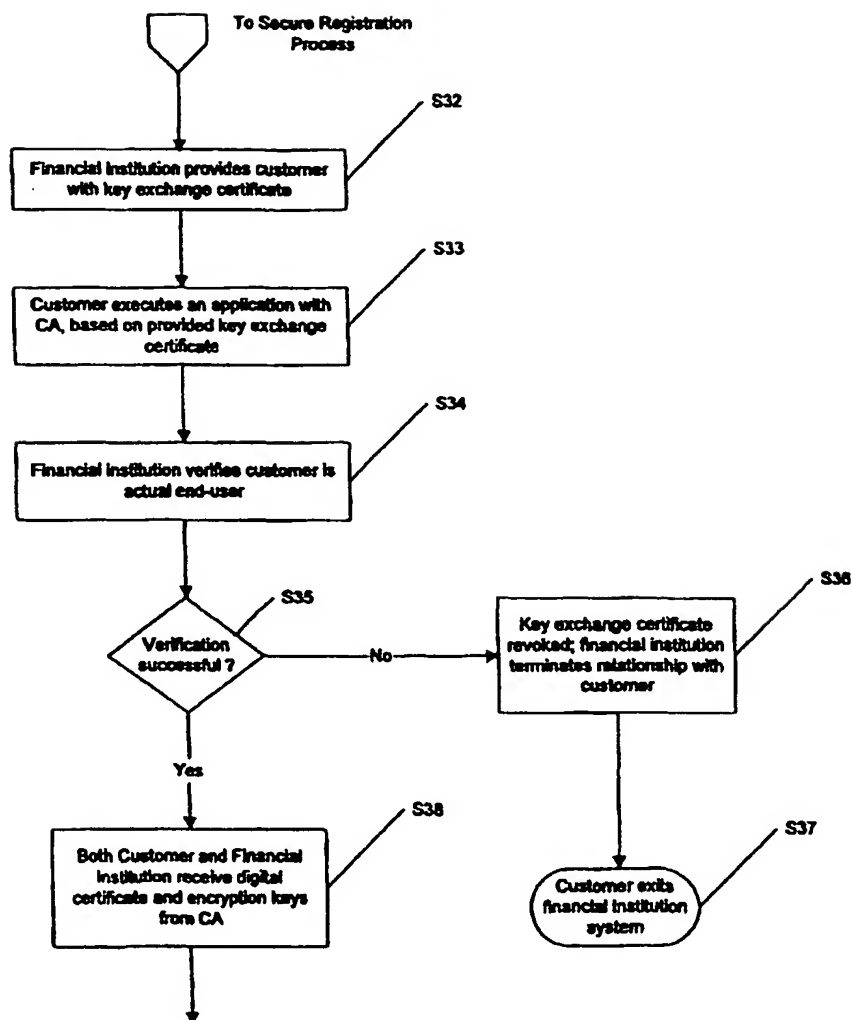 To Secure Registration
Process
S32
Financial Institution provides customer
with key exchange certificate
S33
Customer executes an application with
CA, based on provided key exchange
certificate
S34
Financial institution verifies customer is
actual end-user
S35
Verification
successful ?
No
S36
Key exchange certificate
revoked; financial institution
terminates relationship with
customer
Yes
S38
Both Customer and Financial
Institution receive digital
certificate and encryption keys
from CA
S37
Customer exits
financial institution
system